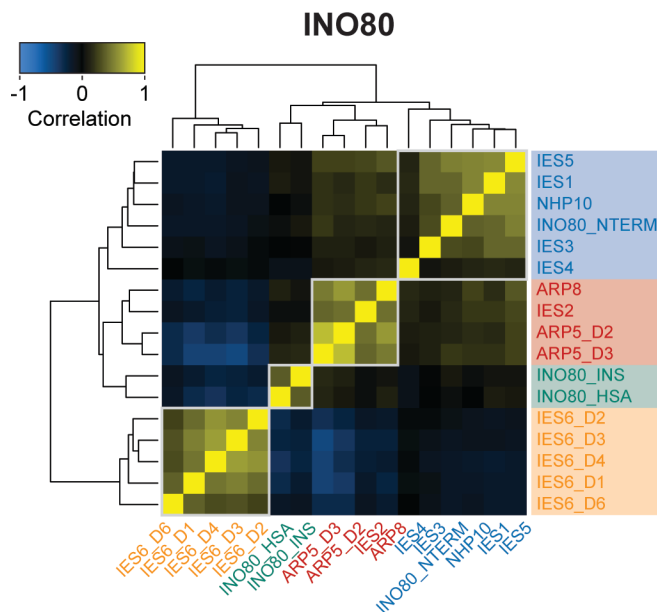 INO80
-1 0 1
Correlation
IES5
IES1
NHP10
INO80_NTERM
IES3
IES4
ARP8
IES2
ARP5_D2
ARP5_D3
INO80_INS
INO80_HSA
IES6_D2
IES6_D3
IES6_D4
IES6_D1
IES6_D6
IES6_D6
IES6_D1
IES6_D4
IES6_D3
IES6_D2
INO80_HSA
INO80_INS
ARP5_D3
ARP5_D2
IES2
ARP8
IES4
IES3
INO80_NTERM
NHP10
IES1
IES5